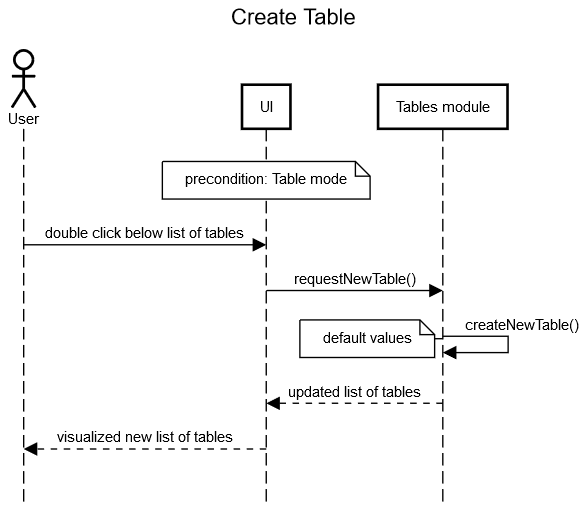 Create Table
User
UI
Tables module
precondition: Table mode
double click below list of tables
requestNewTable()
default values
createNewTable()
updated list of tables
visualized new list of tables